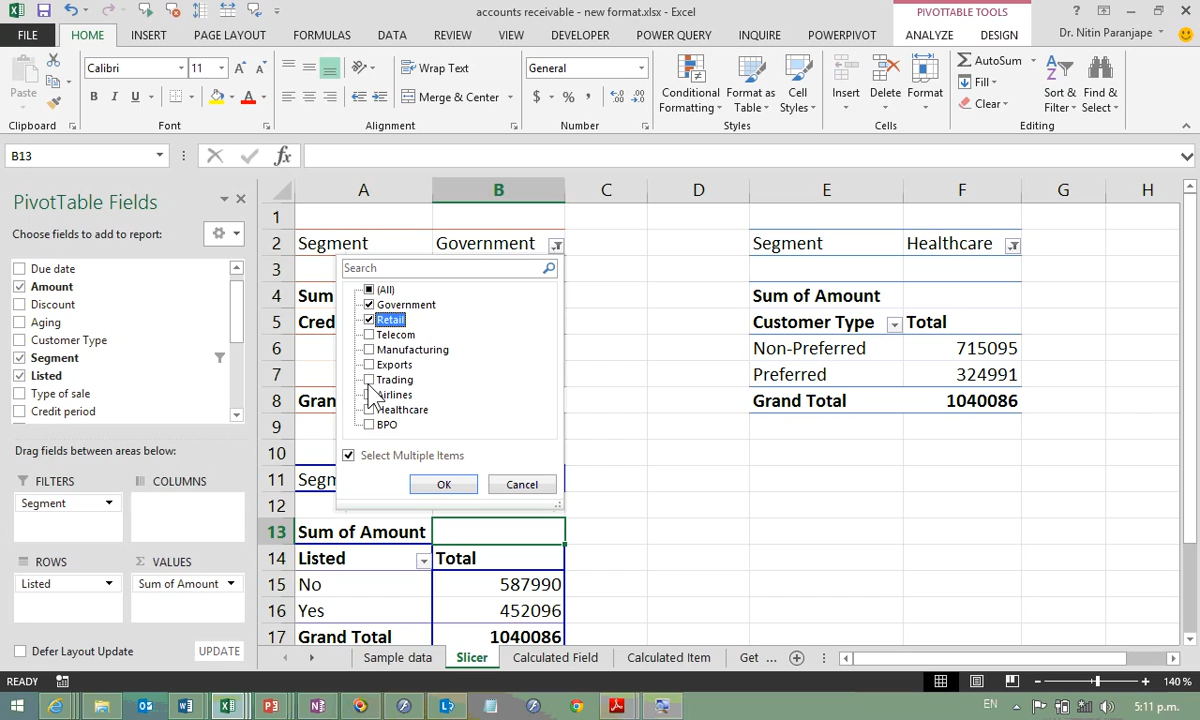 accounts receivable - new format.xlsx - Excel
PIVOTTABLE TOOLS
FILE HOME INSERT PAGE LAYOUT FORMULAS DATA REVIEW VIEW DEVELOPER POWER QUERY INQUIRE POWERPIVOT ANALYZE DESIGN
Dr. Nitin Paranjape
Paste
Calibri 11
B I U
Wrap Text
Merge & Center
General
$ % ,
Conditional Formatting
Format as Table
Cell Styles
Insert Delete Format
AutoSum
Fill
Clear
Sort & Filter
Find & Select
Clipboard Font Alignment Number Styles Cells Editing
B13
fx
PivotTable Fields
Choose fields to add to report:
Due date
Amount
Discount
Aging
Customer Type
Segment
Listed
Type of sale
Credit period
Drag fields between areas below:
FILTERS COLUMNS
Segment
ROWS Σ VALUES
Listed Sum of Amount
Defer Layout Update UPDATE
A B C D E F G H
1
2 Segment Government Segment Healthcare
3
4 Sum Sum of Amount
5 Cred Customer Type Total
6 Non-Preferred 715095
7 Preferred 324991
8 Gran Grand Total 1040086
9
10
11 Segm
12
13 Sum of Amount
14 Listed Total
15 No 587990
16 Yes 452096
17 Grand Total 1040086
Search
(All)
Government
Retail
Telecom
Manufacturing
Exports
Trading
Airlines
Healthcare
BPO
Select Multiple Items
OK Cancel
Sample data Slicer Calculated Field Calculated Item Get ...
READY
140 %
EN
5:11 p.m.